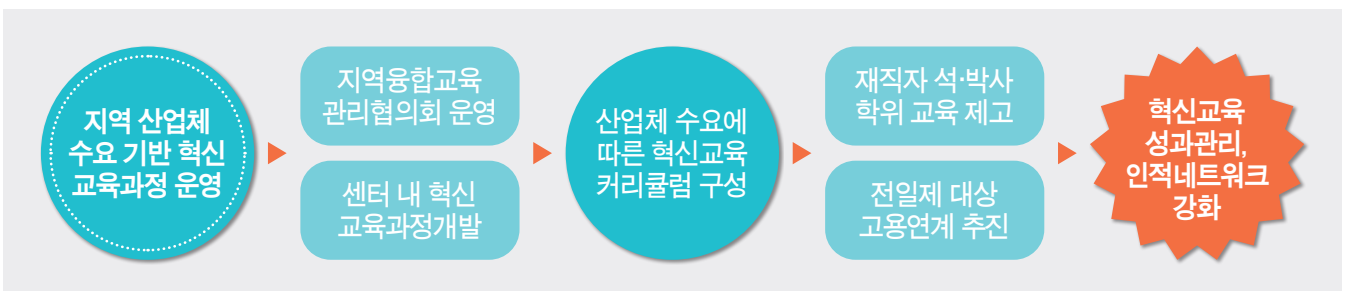 지역 산업체
수요 기반 혁신
교육과정 운영
지역융합교육
관리협의회 운영
센터 내 혁신
교육과정개발
산업체 수요에
따른 혁신교육
커리큘럼 구성
재직자 석·박사
학위 교육 제고
전일제 대상
고용연계 추진
혁신교육
성과관리,
인적네트워크
강화